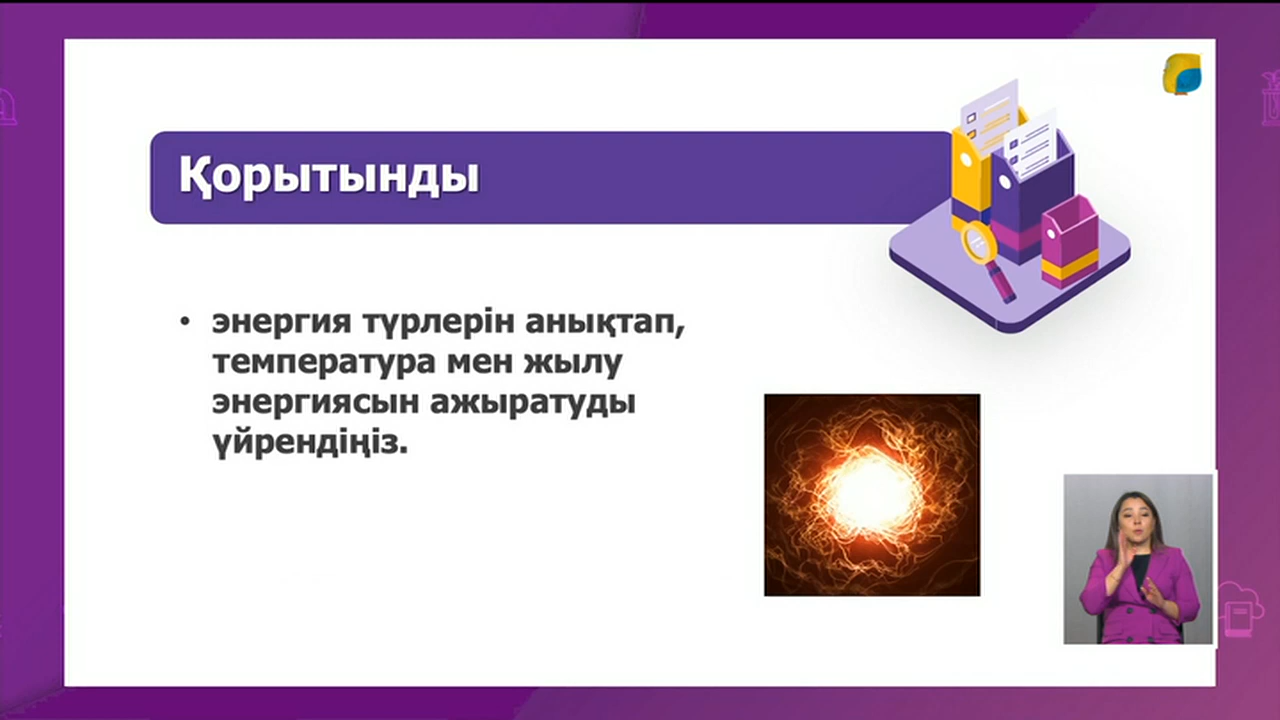 Қорытынды
• энергия түрлерін анықтап,
температура мен жылу
энергиясын ажыратуды
үйрендіңіз.